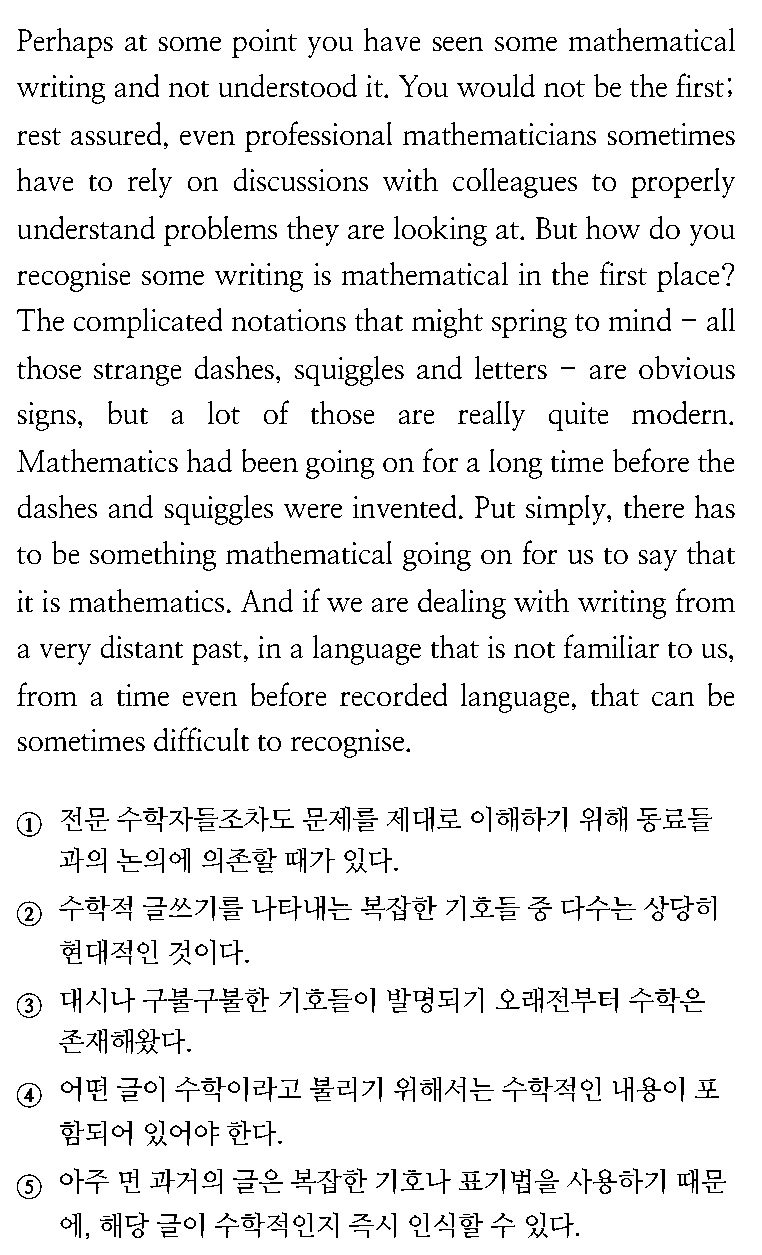 Perhaps at some point you have seen some mathematical
writing and not understood it. You would not be the first;
rest assured, even professional mathematicians sometimes
have to rely on discussions with colleagues to properly
understand problems they are looking at. But how do you
recognise some writing is mathematical in the first place?
The complicated notations that might spring to mind – all
those strange dashes, squiggles and letters – are obvious
signs, but a lot of those are really quite modern.
Mathematics had been going on for a long time before the
dashes and squiggles were invented. Put simply, there has
to be something mathematical going on for us to say that
it is mathematics. And if we are dealing with writing from
a very distant past, in a language that is not familiar to us,
from a time even before recorded language, that can be
sometimes difficult to recognise.
① 전문 수학자들조차도 문제를 제대로 이해하기 위해 동료들
과의 논의에 의존할 때가 있다.
② 수학적 글쓰기를 나타내는 복잡한 기호들 중 다수는 상당히
현대적인 것이다.
③ 대시나 구불구불한 기호들이 발명되기 오래전부터 수학은
존재해왔다.
④ 어떤 글이 수학이라고 불리기 위해서는 수학적인 내용이 포
함되어 있어야 한다.
⑤ 아주 먼 과거의 글은 복잡한 기호나 표기법을 사용하기 때문
에, 해당 글이 수학적인지 즉시 인식할 수 있다.